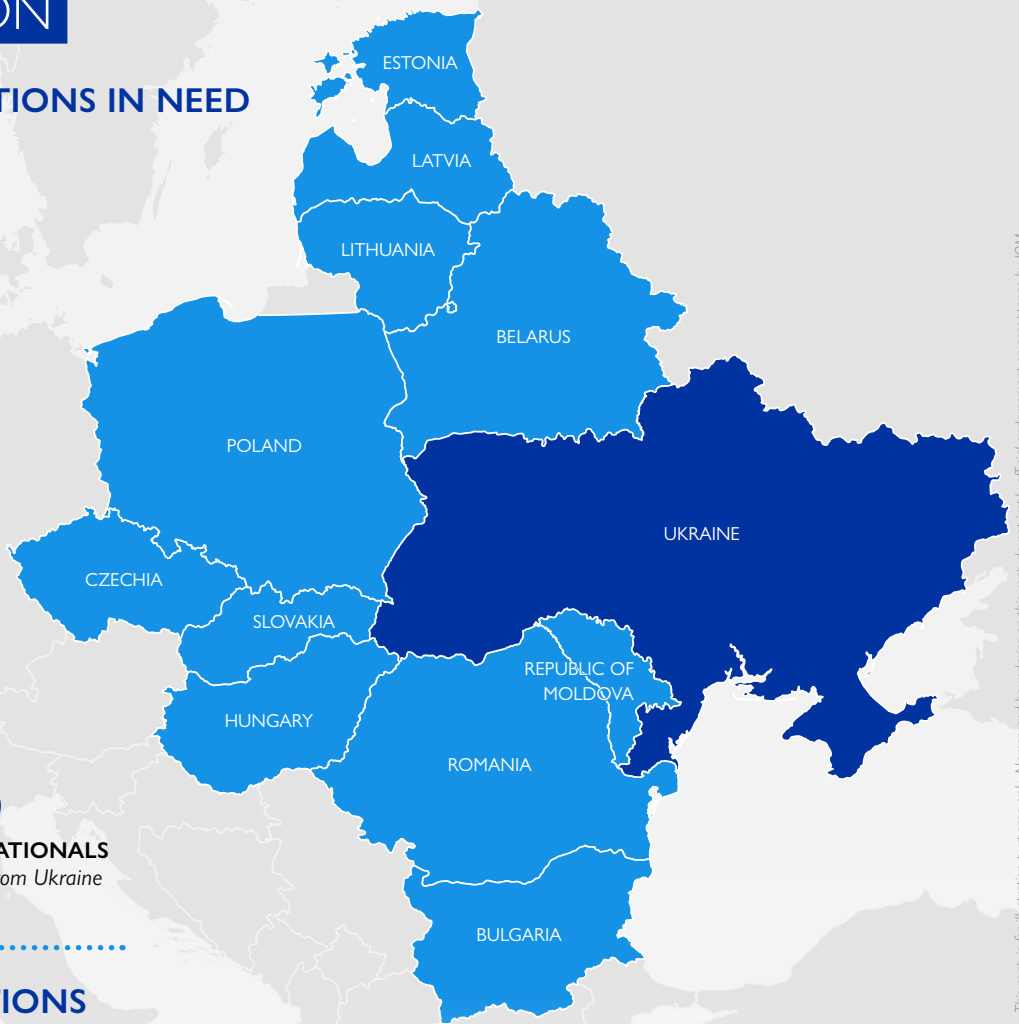 ON
TIONS IN NEED
ESTONIA
LATVIA
LITHUANIA
BELARUS
POLAND
UKRAINE
CZECHIA
SLOVAKIA
REPUBLIC OF
MOLDOVA
HUNGARY
ROMANIA
ATIONALS
om Ukraine
BULGARIA
TIONS